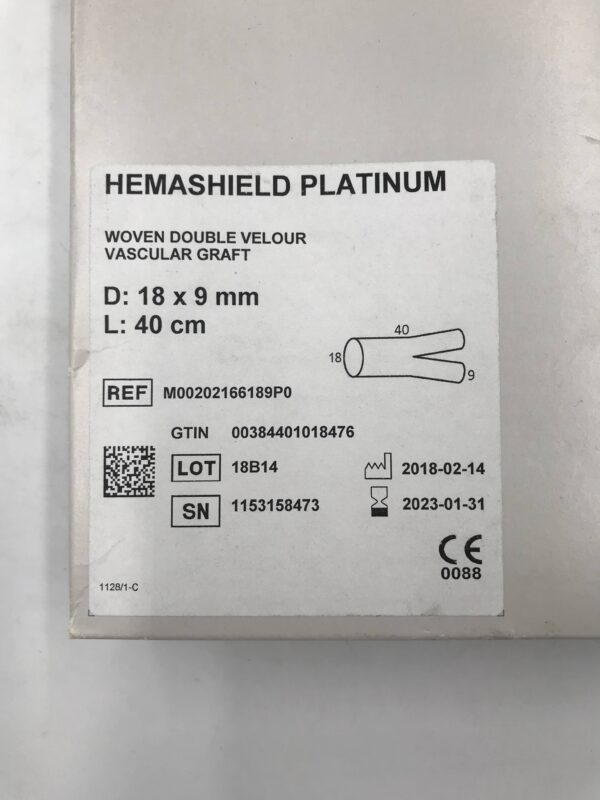 HEMASHIELD PLATINUM
WOVEN DOUBLE VELOUR
VASCULAR GRAFT
D: 18 x 9 mm
L: 40 cm
40
18
9
REF M00202166189P0
GTIN 00384401018476
LOT 18B14 2018-02-14
SN 1153158473 2023-01-31
CE
0088
1128/1-C